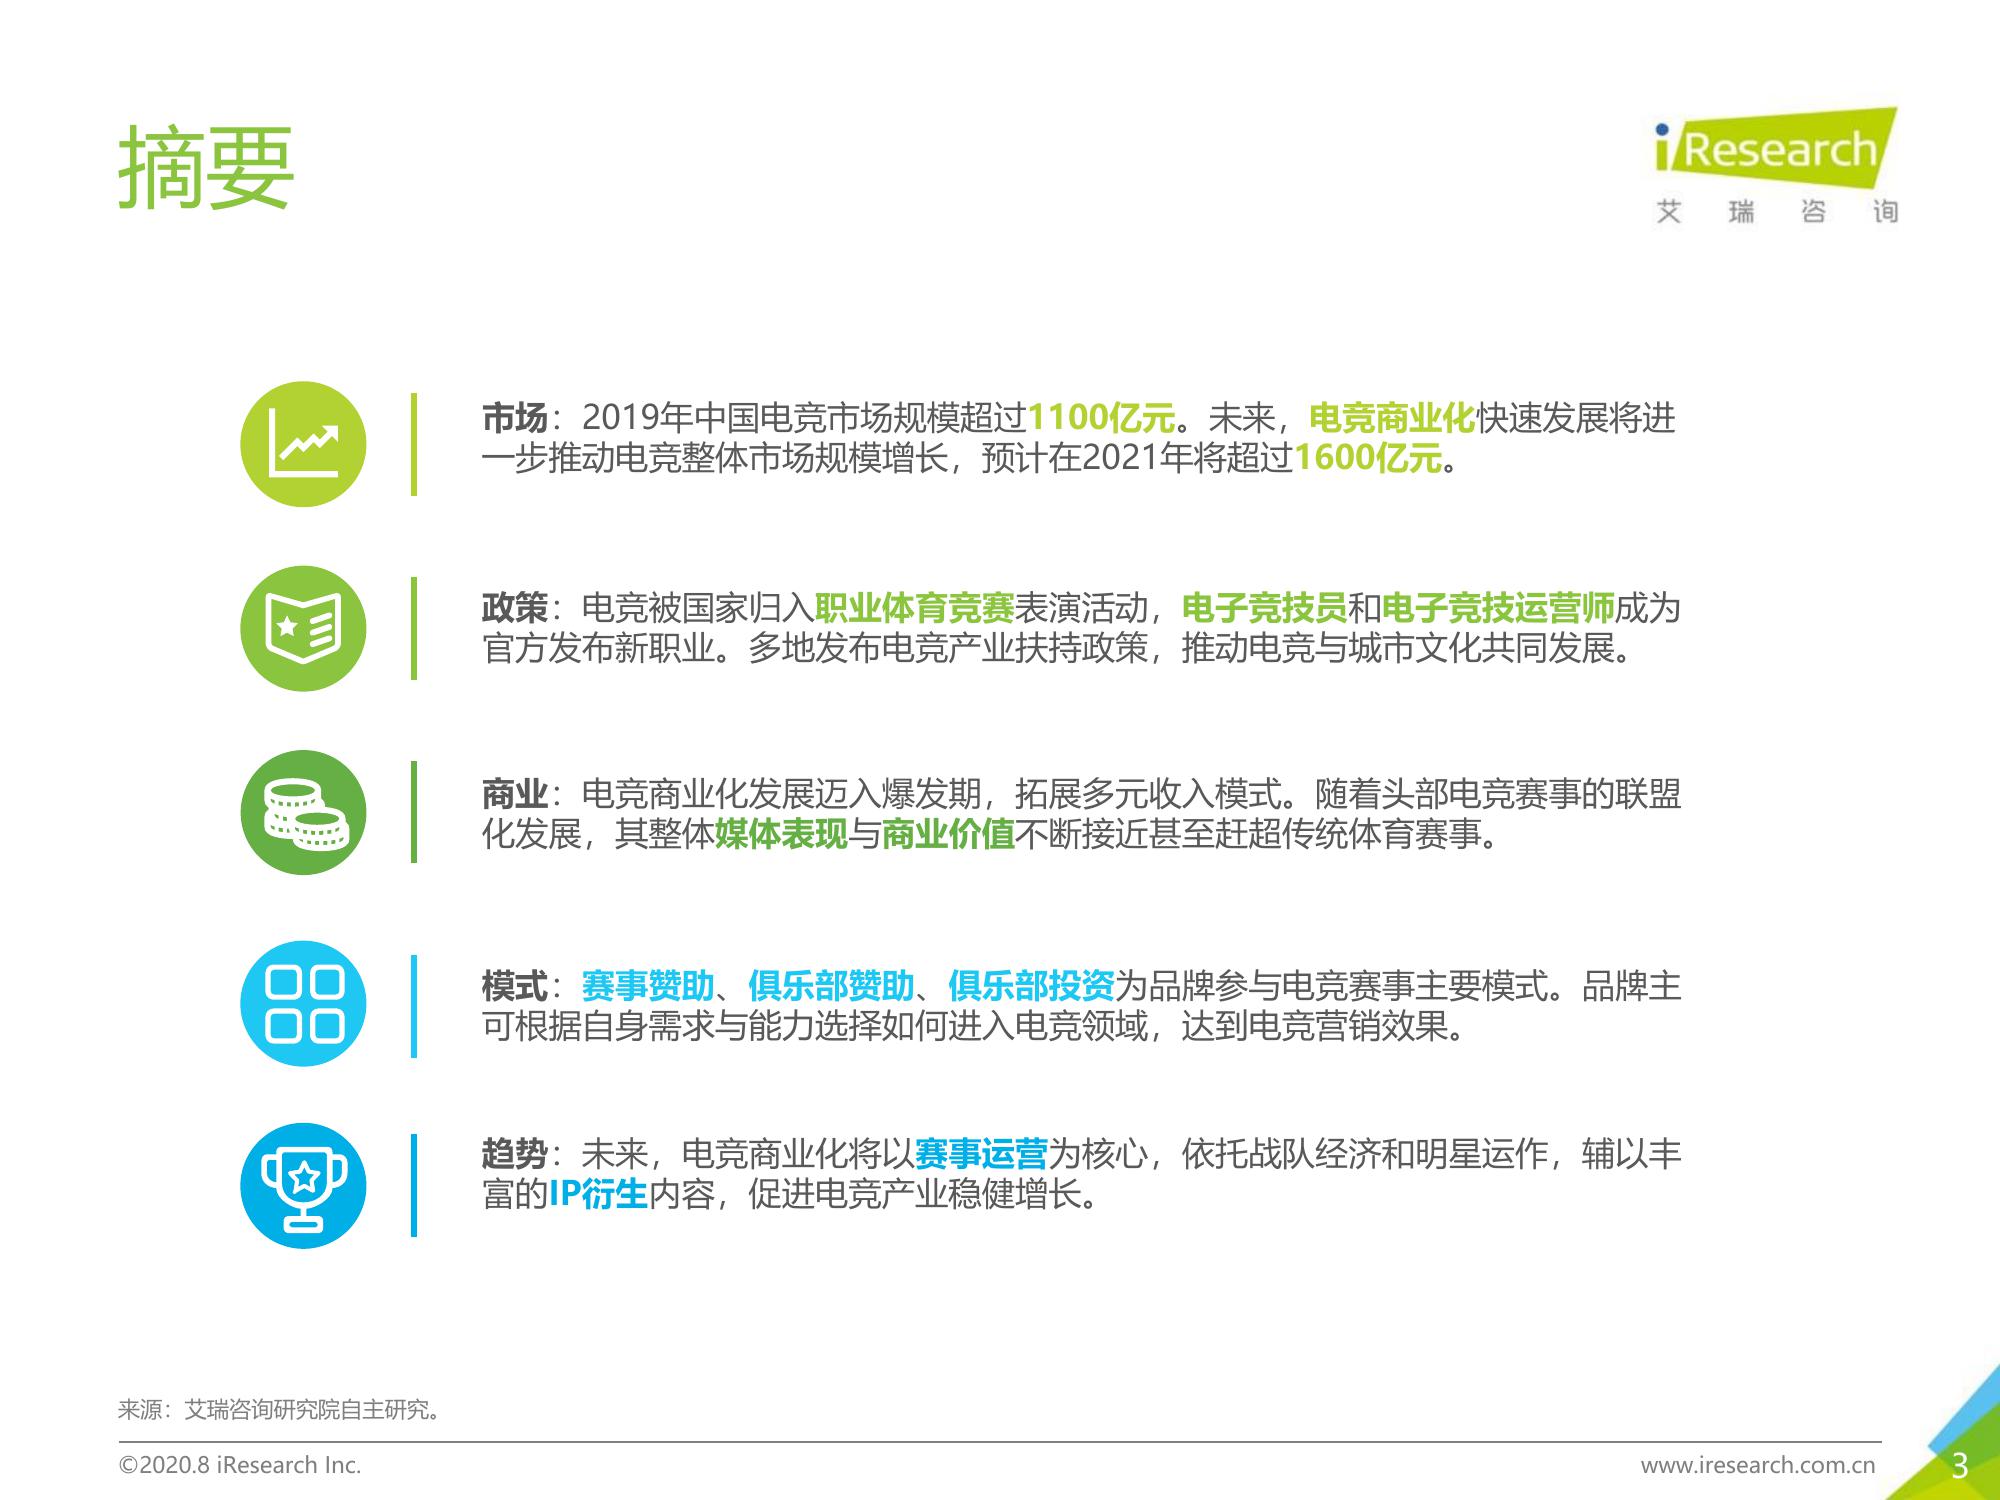 摘要
iResearch
艾瑞咨询
市场：2019年中国电竞市场规模超过1100亿元。未来，电竞商业化快速发展将进
一步推动电竞整体市场规模增长，预计在2021年将超过1600亿元。
政策：电竞被国家归入职业体育竞赛表演活动，电子竞技员和电子竞技运营师成为
官方发布新职业。多地发布电竞产业扶持政策，推动电竞与城市文化共同发展。
商业：电竞商业化发展迈入爆发期，拓展多元收入模式。随着头部电竞赛事的联盟
化发展，其整体媒体表现与商业价值不断接近甚至赶超传统体育赛事。
模式：赛事赞助、俱乐部赞助、俱乐部投资为品牌参与电竞赛事主要模式。品牌主
可根据自身需求与能力选择如何进入电竞领域，达到电竞营销效果。
趋势：未来，电竞商业化将以赛事运营为核心，依托战队经济和明星运作，辅以丰
富的IP衍生内容，促进电竞产业稳健增长。
来源：艾瑞咨询研究院自主研究。
©2020.8 iResearch Inc.
www.iresearch.com.cn
3